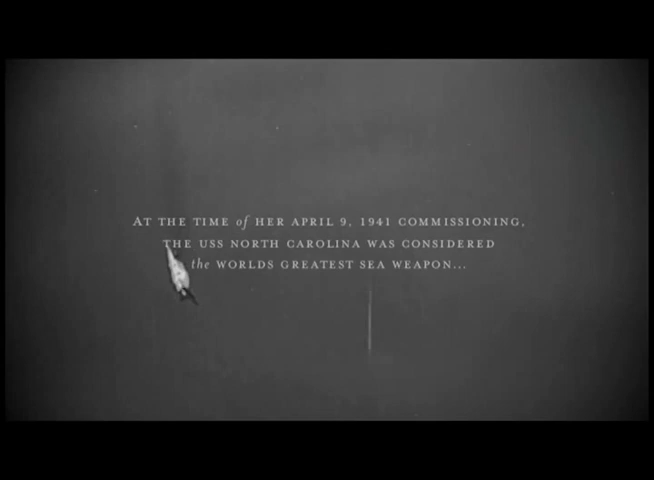 AT THE TIME of HER APRIL 9, 1941 COMMISSIONING,
THE USS NORTH CAROLINA WAS CONSIDERED
the WORLDS GREATEST SEA WEAPON...